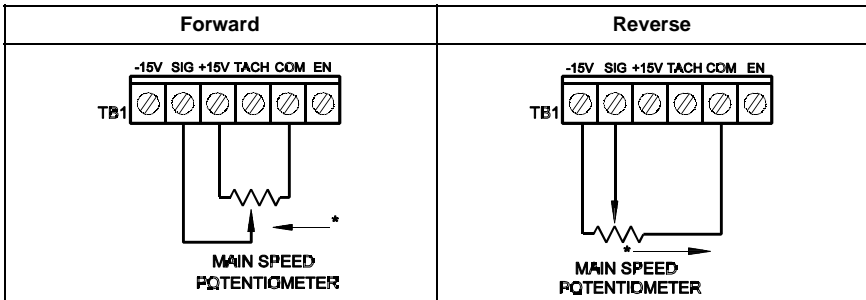 Forward
Reverse
-15V SIG +15V TACH COM EN
TB1
*
MAIN SPEED
POTENTIOMETER
-15V SIG +15V TACH COM EN
TB1
*
MAIN SPEED
POTENTIOMETER